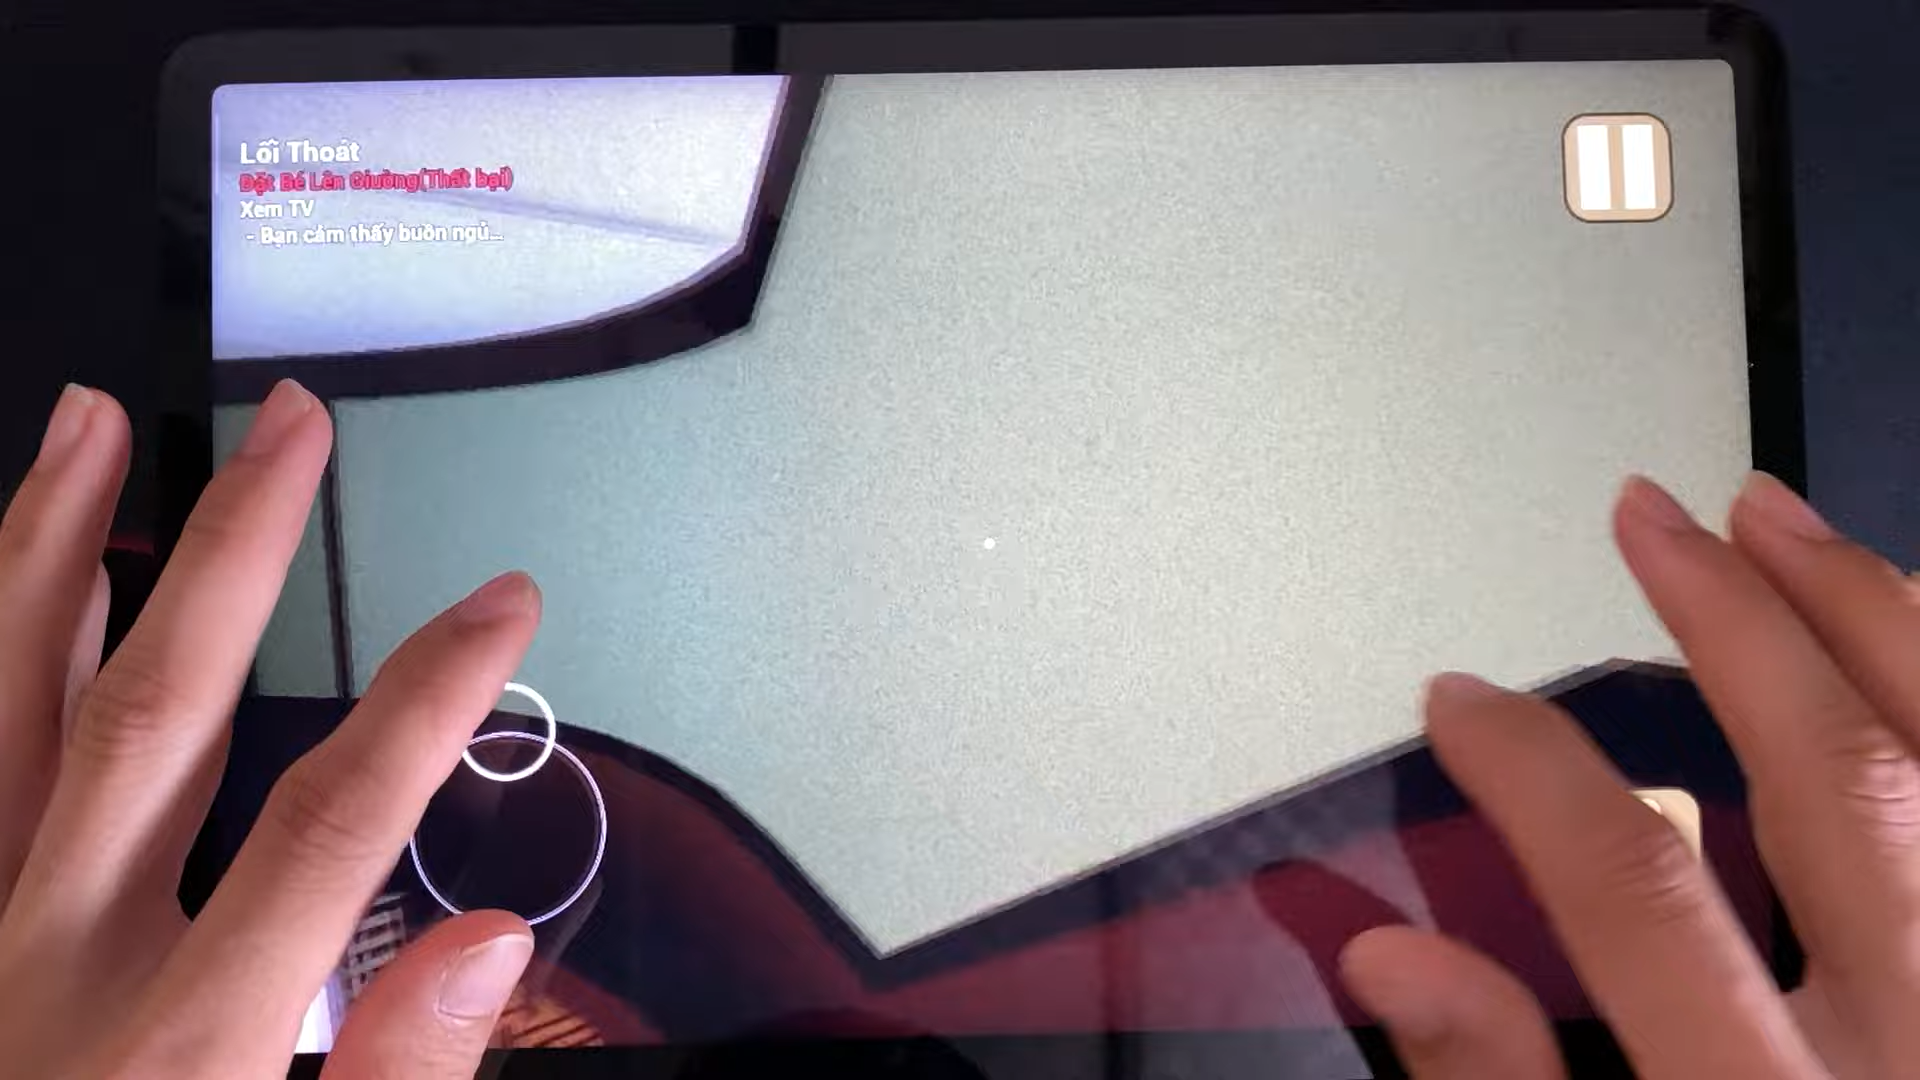 Lối Thoát
Đặt Bé Lên Giường(Thất bại)
Xem TV
- Bạn cảm thấy buồn ngủ...